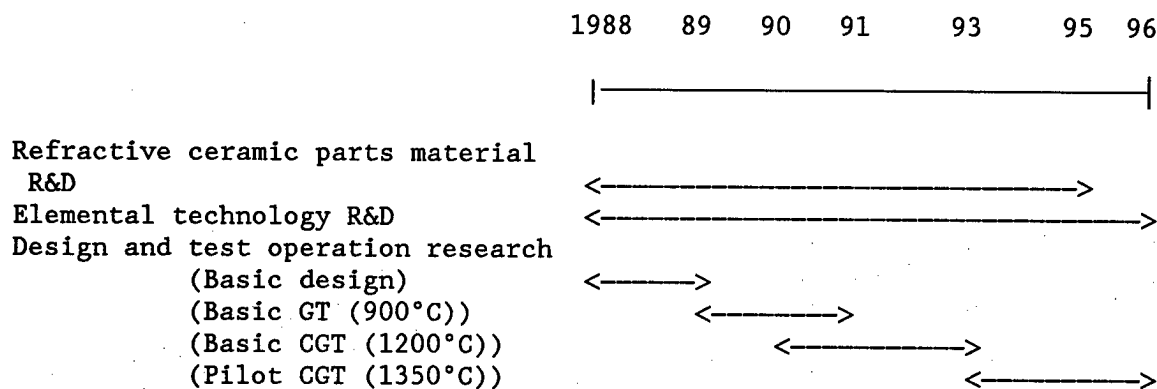 1988 89 90 91 93 95 96
Refractive ceramic parts material
R&D
Elemental technology R&D
Design and test operation research
(Basic design)
(Basic GT (900°C))
(Basic CGT (1200°C))
(Pilot CGT (1350°C))